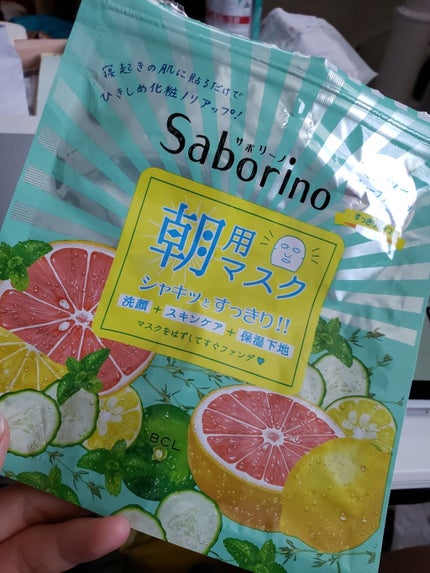 寝起きの肌に貼るだけで
ひきしめ化粧ノリアップ!
サボリーノ
Saborino
朝用
マスク
シャキッとすっきり!!
洗顔 + スキンケア + 保湿下地
マスクをはずしてすぐファンデ♥
BCL